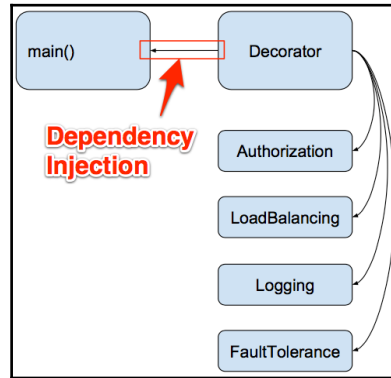 main()
Decorator
Dependency
Injection
Authorization
LoadBalancing
Logging
FaultTolerance